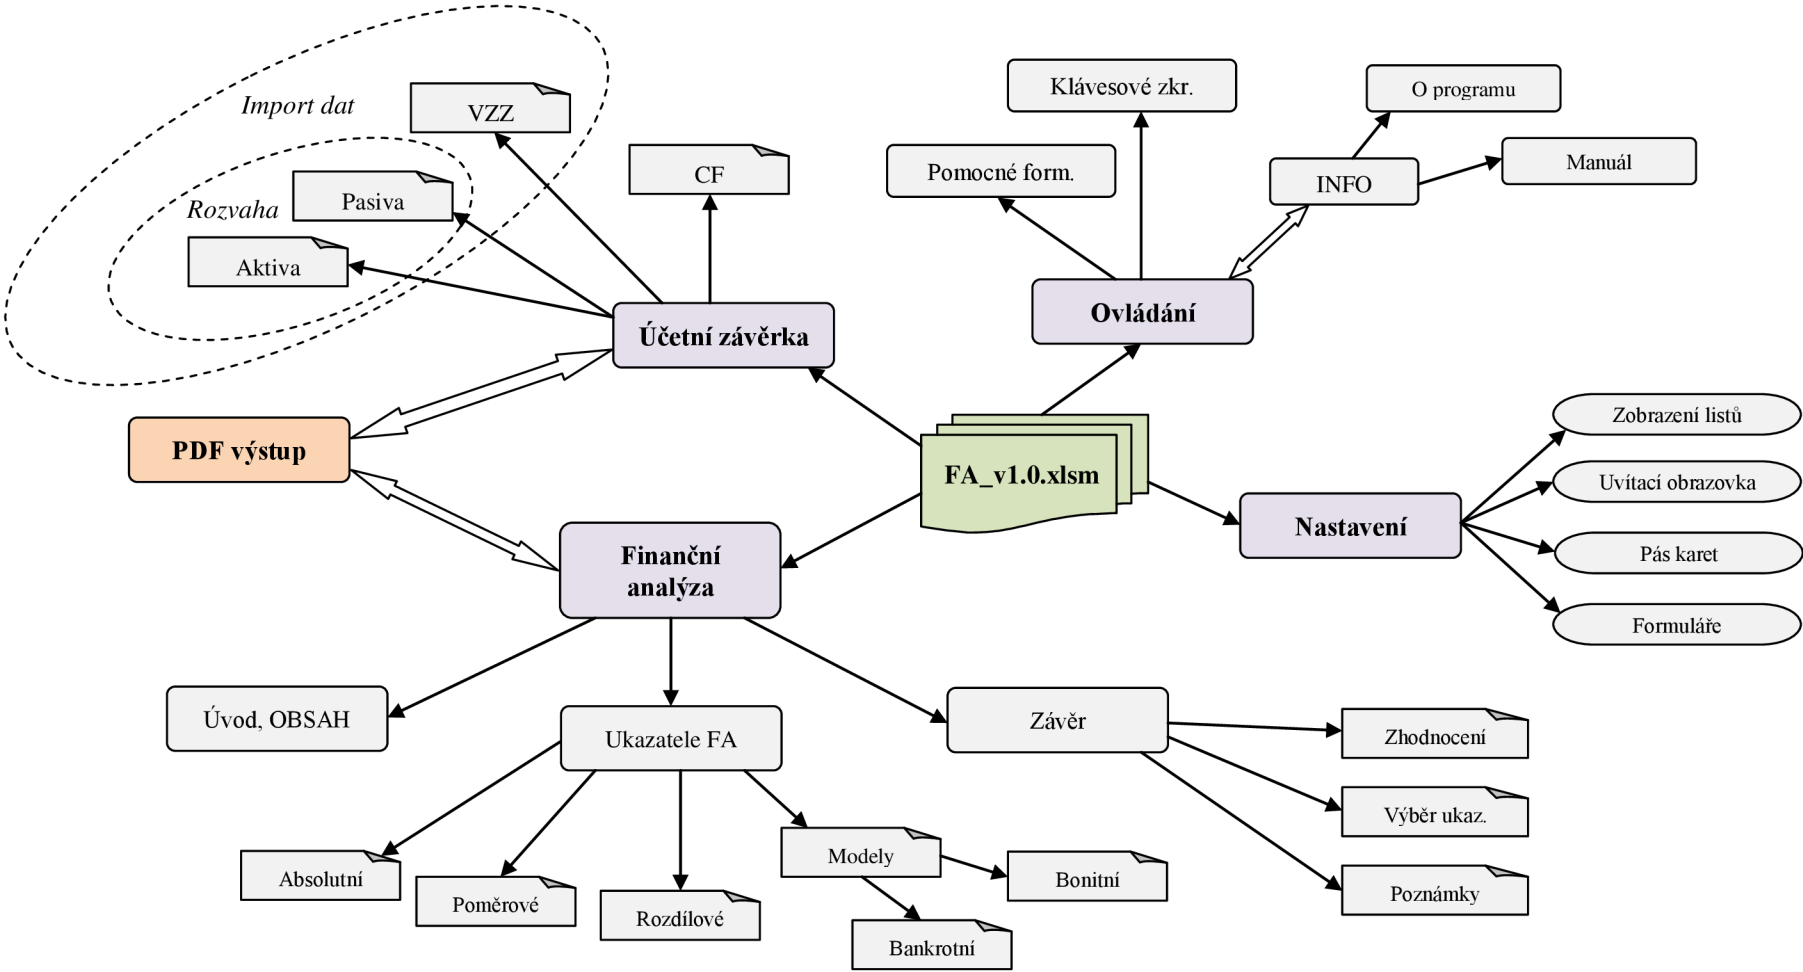 Import dat
VZZ
Klávesové zkr.
O programu
CF
Pomocné form.
INFO
Manuál
Rozvaha
Pasiva
Aktiva
Účetní závěrka
Ovládání
PDF výstup
FA_v1.0.xlsm
Zobrazení listů
Uvítací obrazovka
Nastavení
Pás karet
Formuláře
Finanční
analýza
Úvod, OBSAH
Ukazatele FA
Závěr
Zhodnocení
Výběr ukaz.
Poznámky
Absolutní
Poměrové
Rozdílové
Modely
Bonitní
Bankrotní